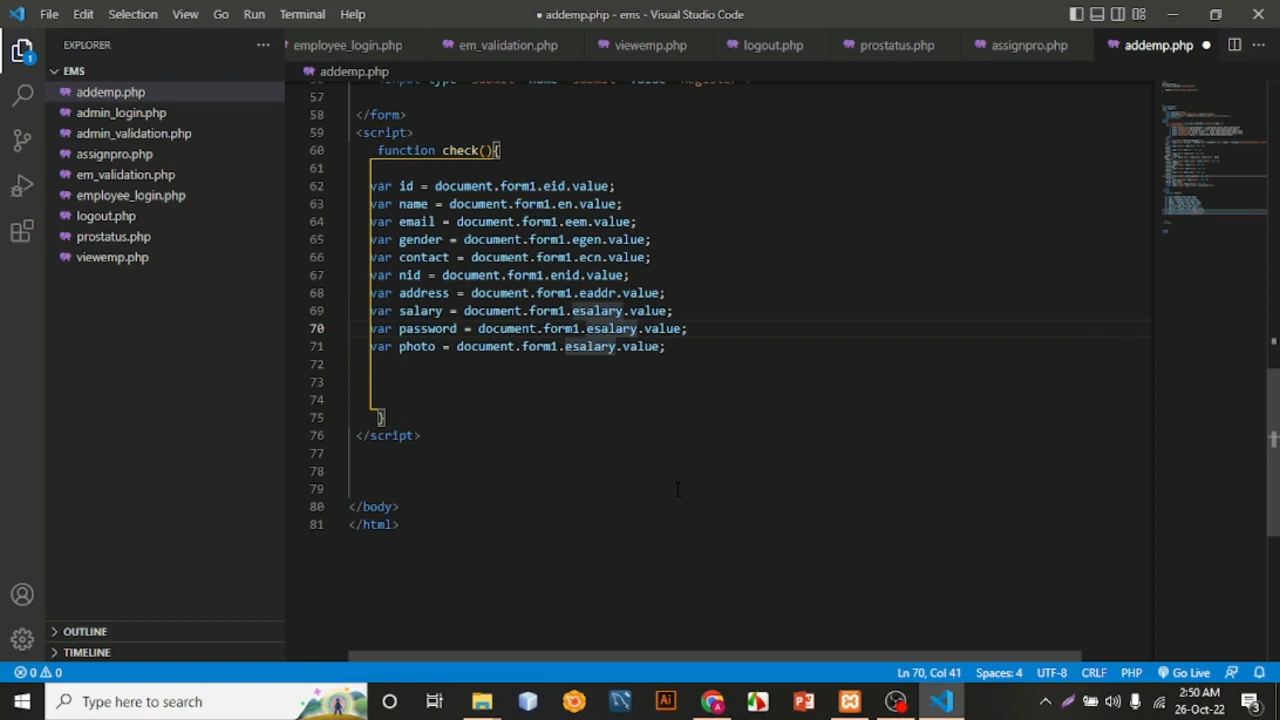 File Edit Selection View Go Run Terminal Help
● addemp.php - ems - Visual Studio Code
EXPLORER
employee_login.php em_validation.php viewemp.php logout.php prostatus.php assignpro.php addemp.php
EMS
addemp.php
admin_login.php
admin_validation.php
assignpro.php
em_validation.php
employee_login.php
logout.php
prostatus.php
viewemp.php
addemp.php
57
58 </form>
59 <script>
60 function check(){
61
62 var id = document.form1.eid.value;
63 var name = document.form1.en.value;
64 var email = document.form1.eem.value;
65 var gender = document.form1.egen.value;
66 var contact = document.form1.ecn.value;
67 var nid = document.form1.enid.value;
68 var address = document.form1.eaddr.value;
69 var salary = document.form1.esalary.value;
70 var password = document.form1.esalary.value;
71 var photo = document.form1.esalary.value;
72
73
74
75 }
76 </script>
77
78
79
80 </body>
81 </html>
OUTLINE
TIMELINE
0 0
Ln 70, Col 41 Spaces: 4 UTF-8 CRLF PHP Go Live
Type here to search
2:50 AM
26-Oct-22